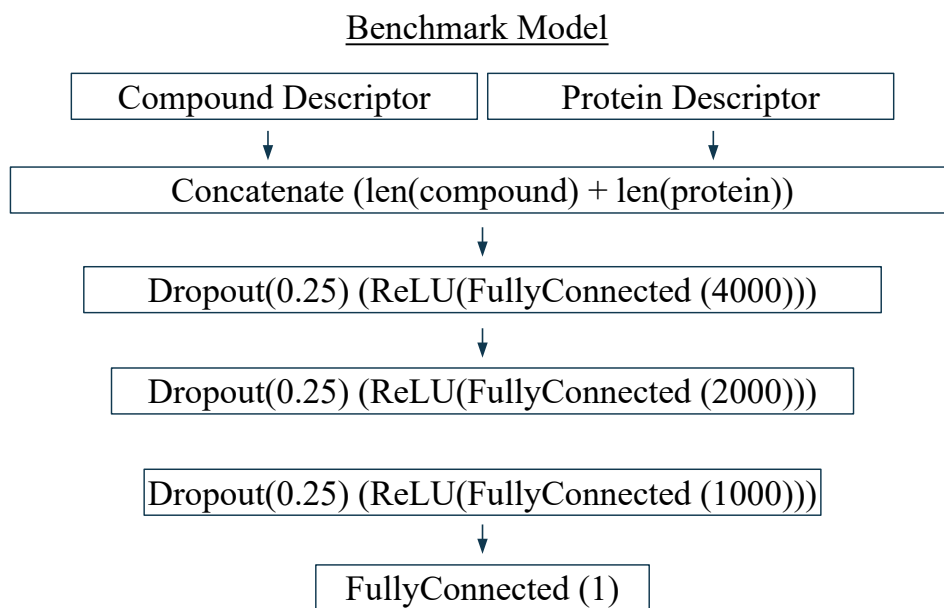 Benchmark Model
Compound Descriptor
Protein Descriptor
Concatenate (len(compound) + len(protein))
Dropout(0.25) (ReLU(FullyConnected (4000)))
Dropout(0.25) (ReLU(FullyConnected (2000)))
Dropout(0.25) (ReLU(FullyConnected (1000)))
FullyConnected (1)